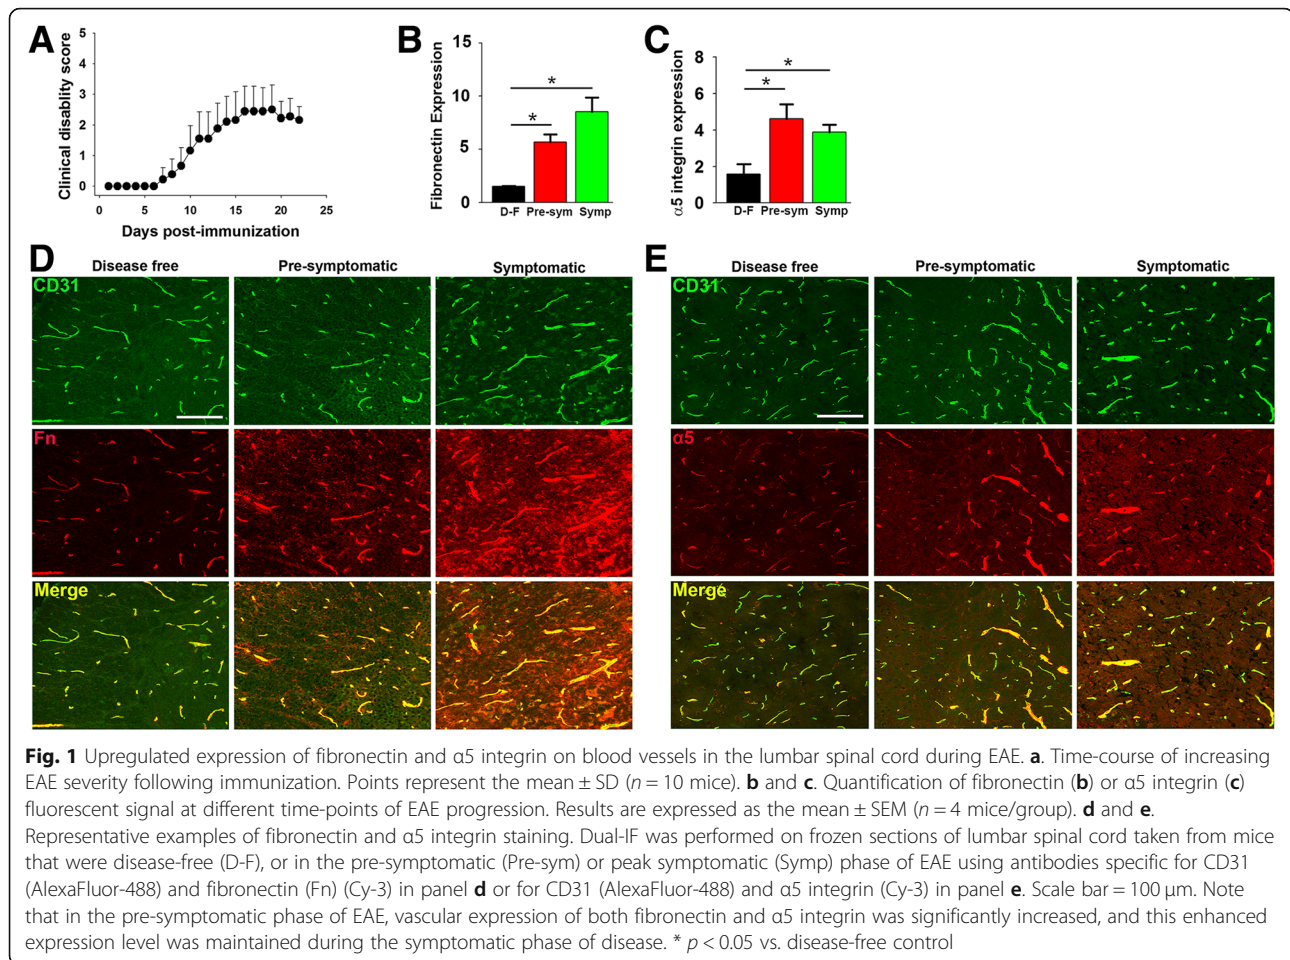 A
Clinical disablity score
5
4
3
2
1
0
0 5 10 15 20 25
Days post-immunization
B
Fibronectin Expression
15
10
5
0
*
*
D-F Pre-sym Symp
C
α5 integrin expression
8
6
4
2
0
*
*
D-F Pre-sym Symp
D
Disease free Pre-symptomatic Symptomatic
CD31
Fn
Merge
E
Disease free Pre-symptomatic Symptomatic
CD31
α5
Merge
Fig. 1 Upregulated expression of fibronectin and α5 integrin on blood vessels in the lumbar spinal cord during EAE. a. Time-course of increasing
EAE severity following immunization. Points represent the mean ± SD (n = 10 mice). b and c. Quantification of fibronectin (b) or α5 integrin (c)
fluorescent signal at different time-points of EAE progression. Results are expressed as the mean ± SEM (n = 4 mice/group). d and e.
Representative examples of fibronectin and α5 integrin staining. Dual-IF was performed on frozen sections of lumbar spinal cord taken from mice
that were disease-free (D-F), or in the pre-symptomatic (Pre-sym) or peak symptomatic (Symp) phase of EAE using antibodies specific for CD31
(AlexaFluor-488) and fibronectin (Fn) (Cy-3) in panel d or for CD31 (AlexaFluor-488) and α5 integrin (Cy-3) in panel e. Scale bar = 100 μm. Note
that in the pre-symptomatic phase of EAE, vascular expression of both fibronectin and α5 integrin was significantly increased, and this enhanced
expression level was maintained during the symptomatic phase of disease. * p < 0.05 vs. disease-free control